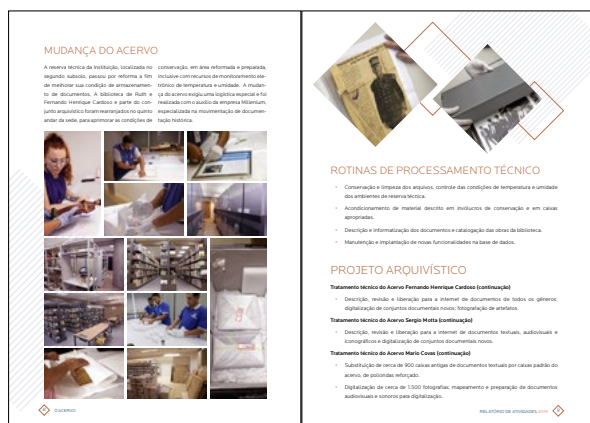 MUDANÇA DO ACERVO
A reserva técnica da Instituição, localizada no
segundo subsolo, passou por reforma a fim
de melhorar sua condição de armazenamen-
to de documentos. A biblioteca de Ruth e
Fernando Henrique Cardoso e parte do con-
junto arquivístico foram rearranjados no quinto
andar da sede, para aprimorar as condições de
conservação, em área reformada e preparada,
inclusive com recursos de monitoramento ele-
trônico de temperatura e umidade. A mudan-
ça do acervo exigiu uma logística especial e foi
realizada com o auxílio da empresa Millenium,
especializada na movimentação de documen-
tação histórica.
O ACERVO
ROTINAS DE PROCESSAMENTO TÉCNICO
• Conservação e limpeza dos arquivos, controle das condições de temperatura e umidade
dos ambientes de reserva técnica.
• Acondicionamento de material descrito em invólucros de conservação e em caixas
apropriadas.
• Descrição e informatização dos documentos e catalogação das obras da biblioteca.
• Manutenção e implantação de novas funcionalidades na base de dados.
PROJETO ARQUIVÍSTICO
Tratamento técnico do Acervo Fernando Henrique Cardoso (continuação)
• Descrição, revisão e liberação para a internet de documentos de todos os gêneros;
digitalização de conjuntos documentais novos; fotografação de artefatos.
Tratamento técnico do Acervo Sergio Motta (continuação)
• Descrição, revisão e liberação para a internet de documentos textuais, audiovisuais e
iconográficos e digitalização de conjuntos documentais novos.
Tratamento técnico do Acervo Mario Covas (continuação)
• Substituição de cerca de 900 caixas antigas de documentos textuais por caixas padrão do
acervo, de poliondas reforçado.
• Digitalização de cerca de 1.500 fotografias; mapeamento e preparação de documentos
audiovisuais e sonoros para digitalização.
RELATÓRIO DE ATIVIDADES